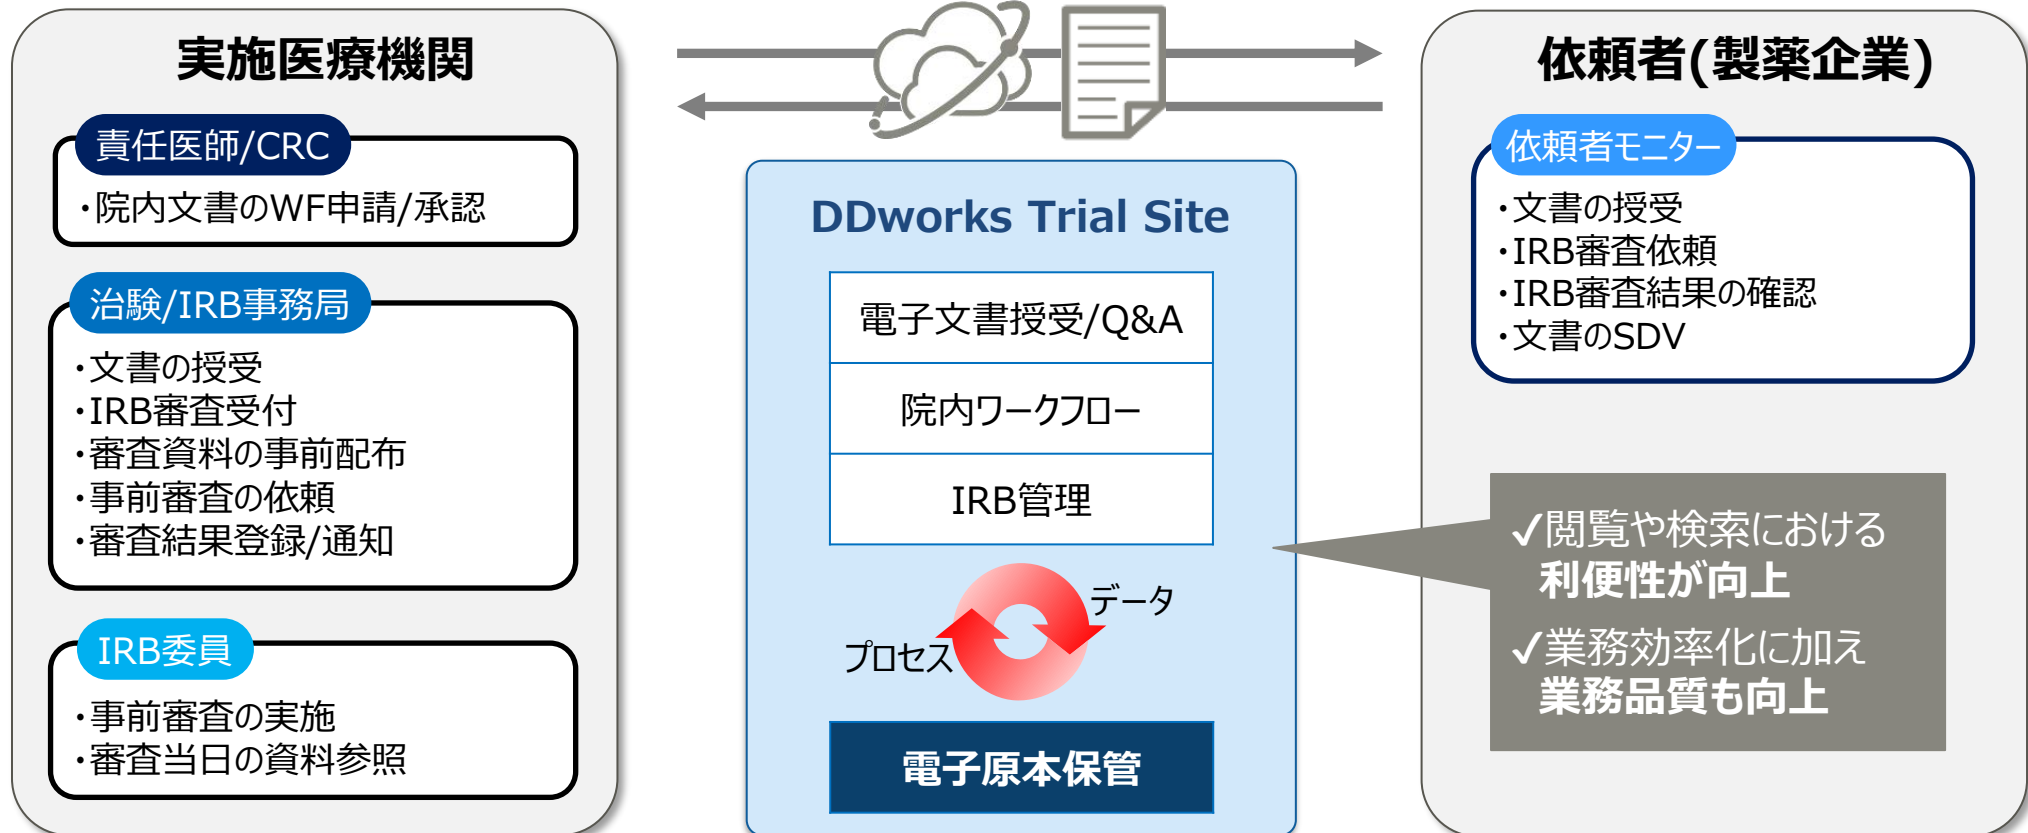 実施医療機関
責任医師/CRC
・院内文書のWF申請/承認
治験/IRB事務局
・文書の授受
・IRB審査受付
・審査資料の事前配布
・事前審査の依頼
・審査結果登録/通知
IRB委員
・事前審査の実施
・審査当日の資料参照
DDworks Trial Site
電子文書授受/Q&A
院内ワークフロー
IRB管理
データ
プロセス
電子原本保管
依頼者(製薬企業)
依頼者モニター
・文書の授受
・IRB審査依頼
・IRB審査結果の確認
・文書のSDV
✓閲覧や検索における
利便性が向上
✓業務効率化に加え
業務品質も向上